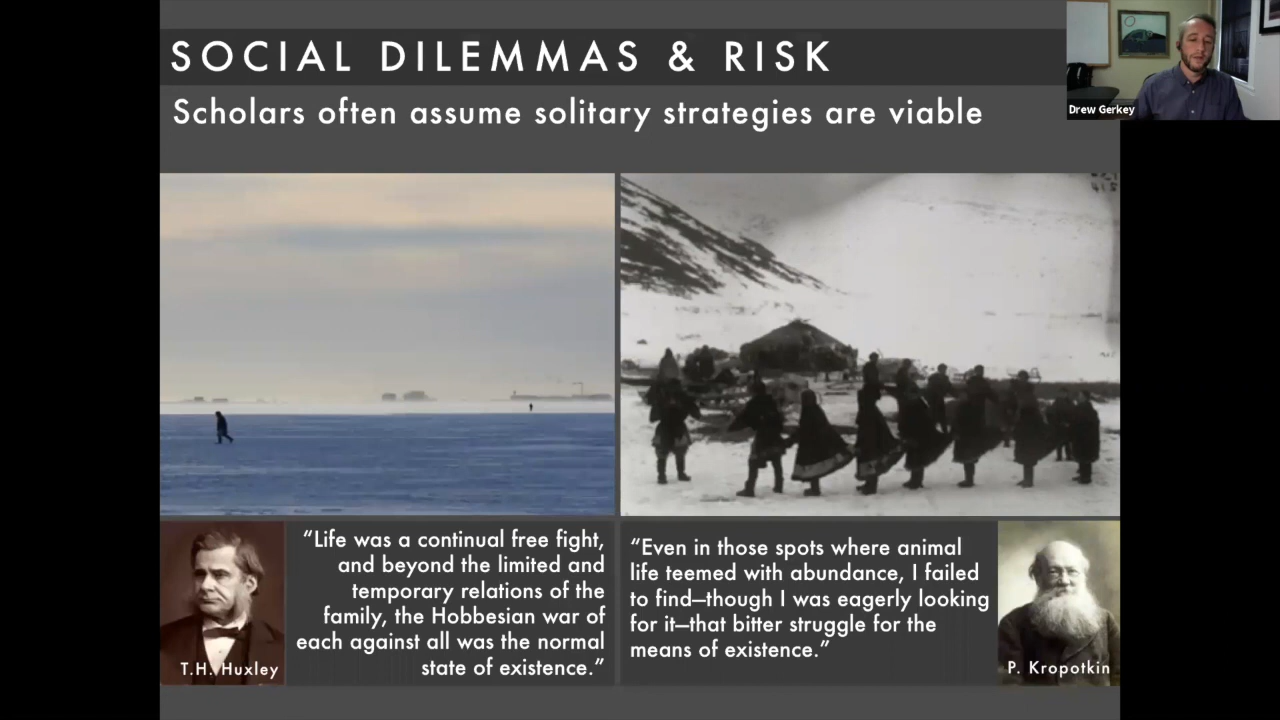 SOCIAL DILEMMAS & RISK
Scholars often assume solitary strategies are viable
Drew Gerkey
“Life was a continual free fight,
and beyond the limited and
temporary relations of the
family, the Hobbesian war of
each against all was the normal
state of existence.”
T.H. Huxley
“Even in those spots where animal
life teemed with abundance, I failed
to find—though I was eagerly looking
for it—that bitter struggle for the
means of existence.”
P. Kropotkin